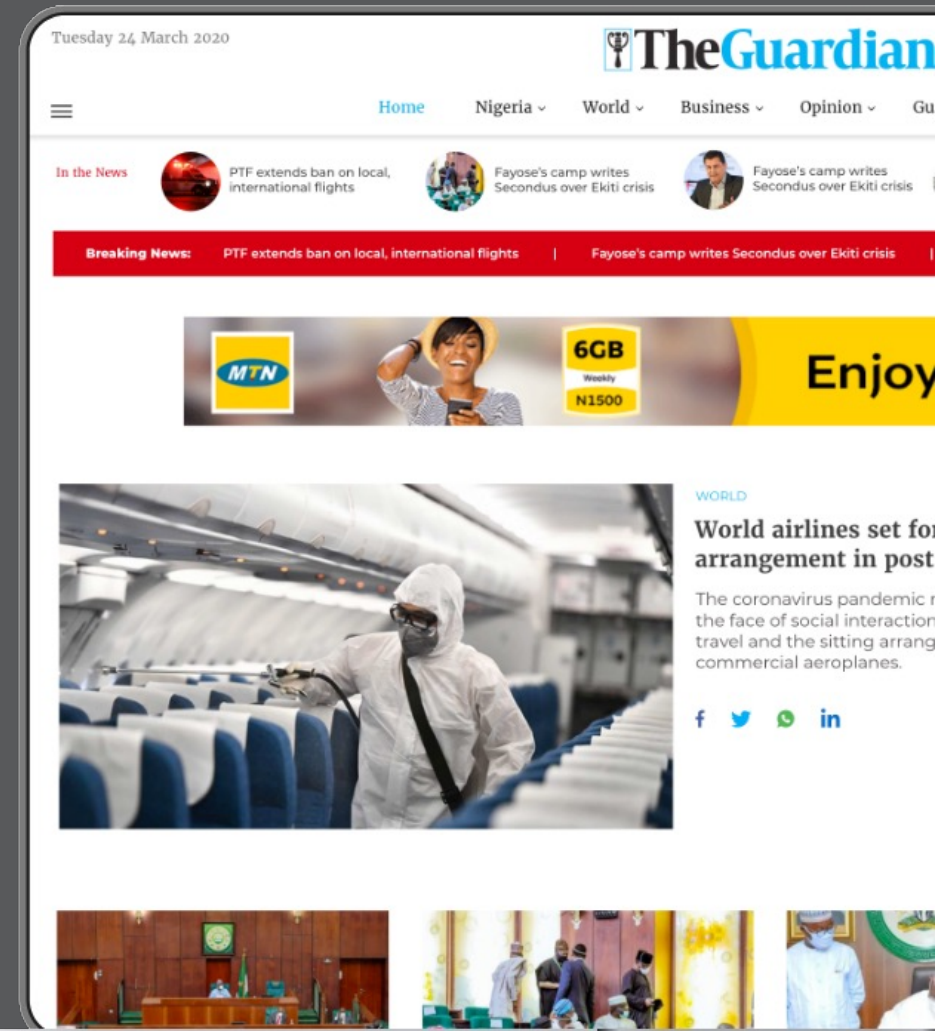 Tuesday 24 March 2020
TheGuardian
Home Nigeria World Business Opinion Gu
In the News
PTF extends ban on local,
international flights
Fayose's camp writes
Secondus over Ekiti crisis
Fayose's camp writes
Secondus over Ekiti crisis
Breaking News: PTF extends ban on local, international flights | Fayose's camp writes Secondus over Ekiti crisis |
MTN
6GB
Weekly
N1500
Enjoy
WORLD
World airlines set for
arrangement in post
The coronavirus pandemic
the face of social interaction
travel and the sitting arrang
commercial aeroplanes.
f
in